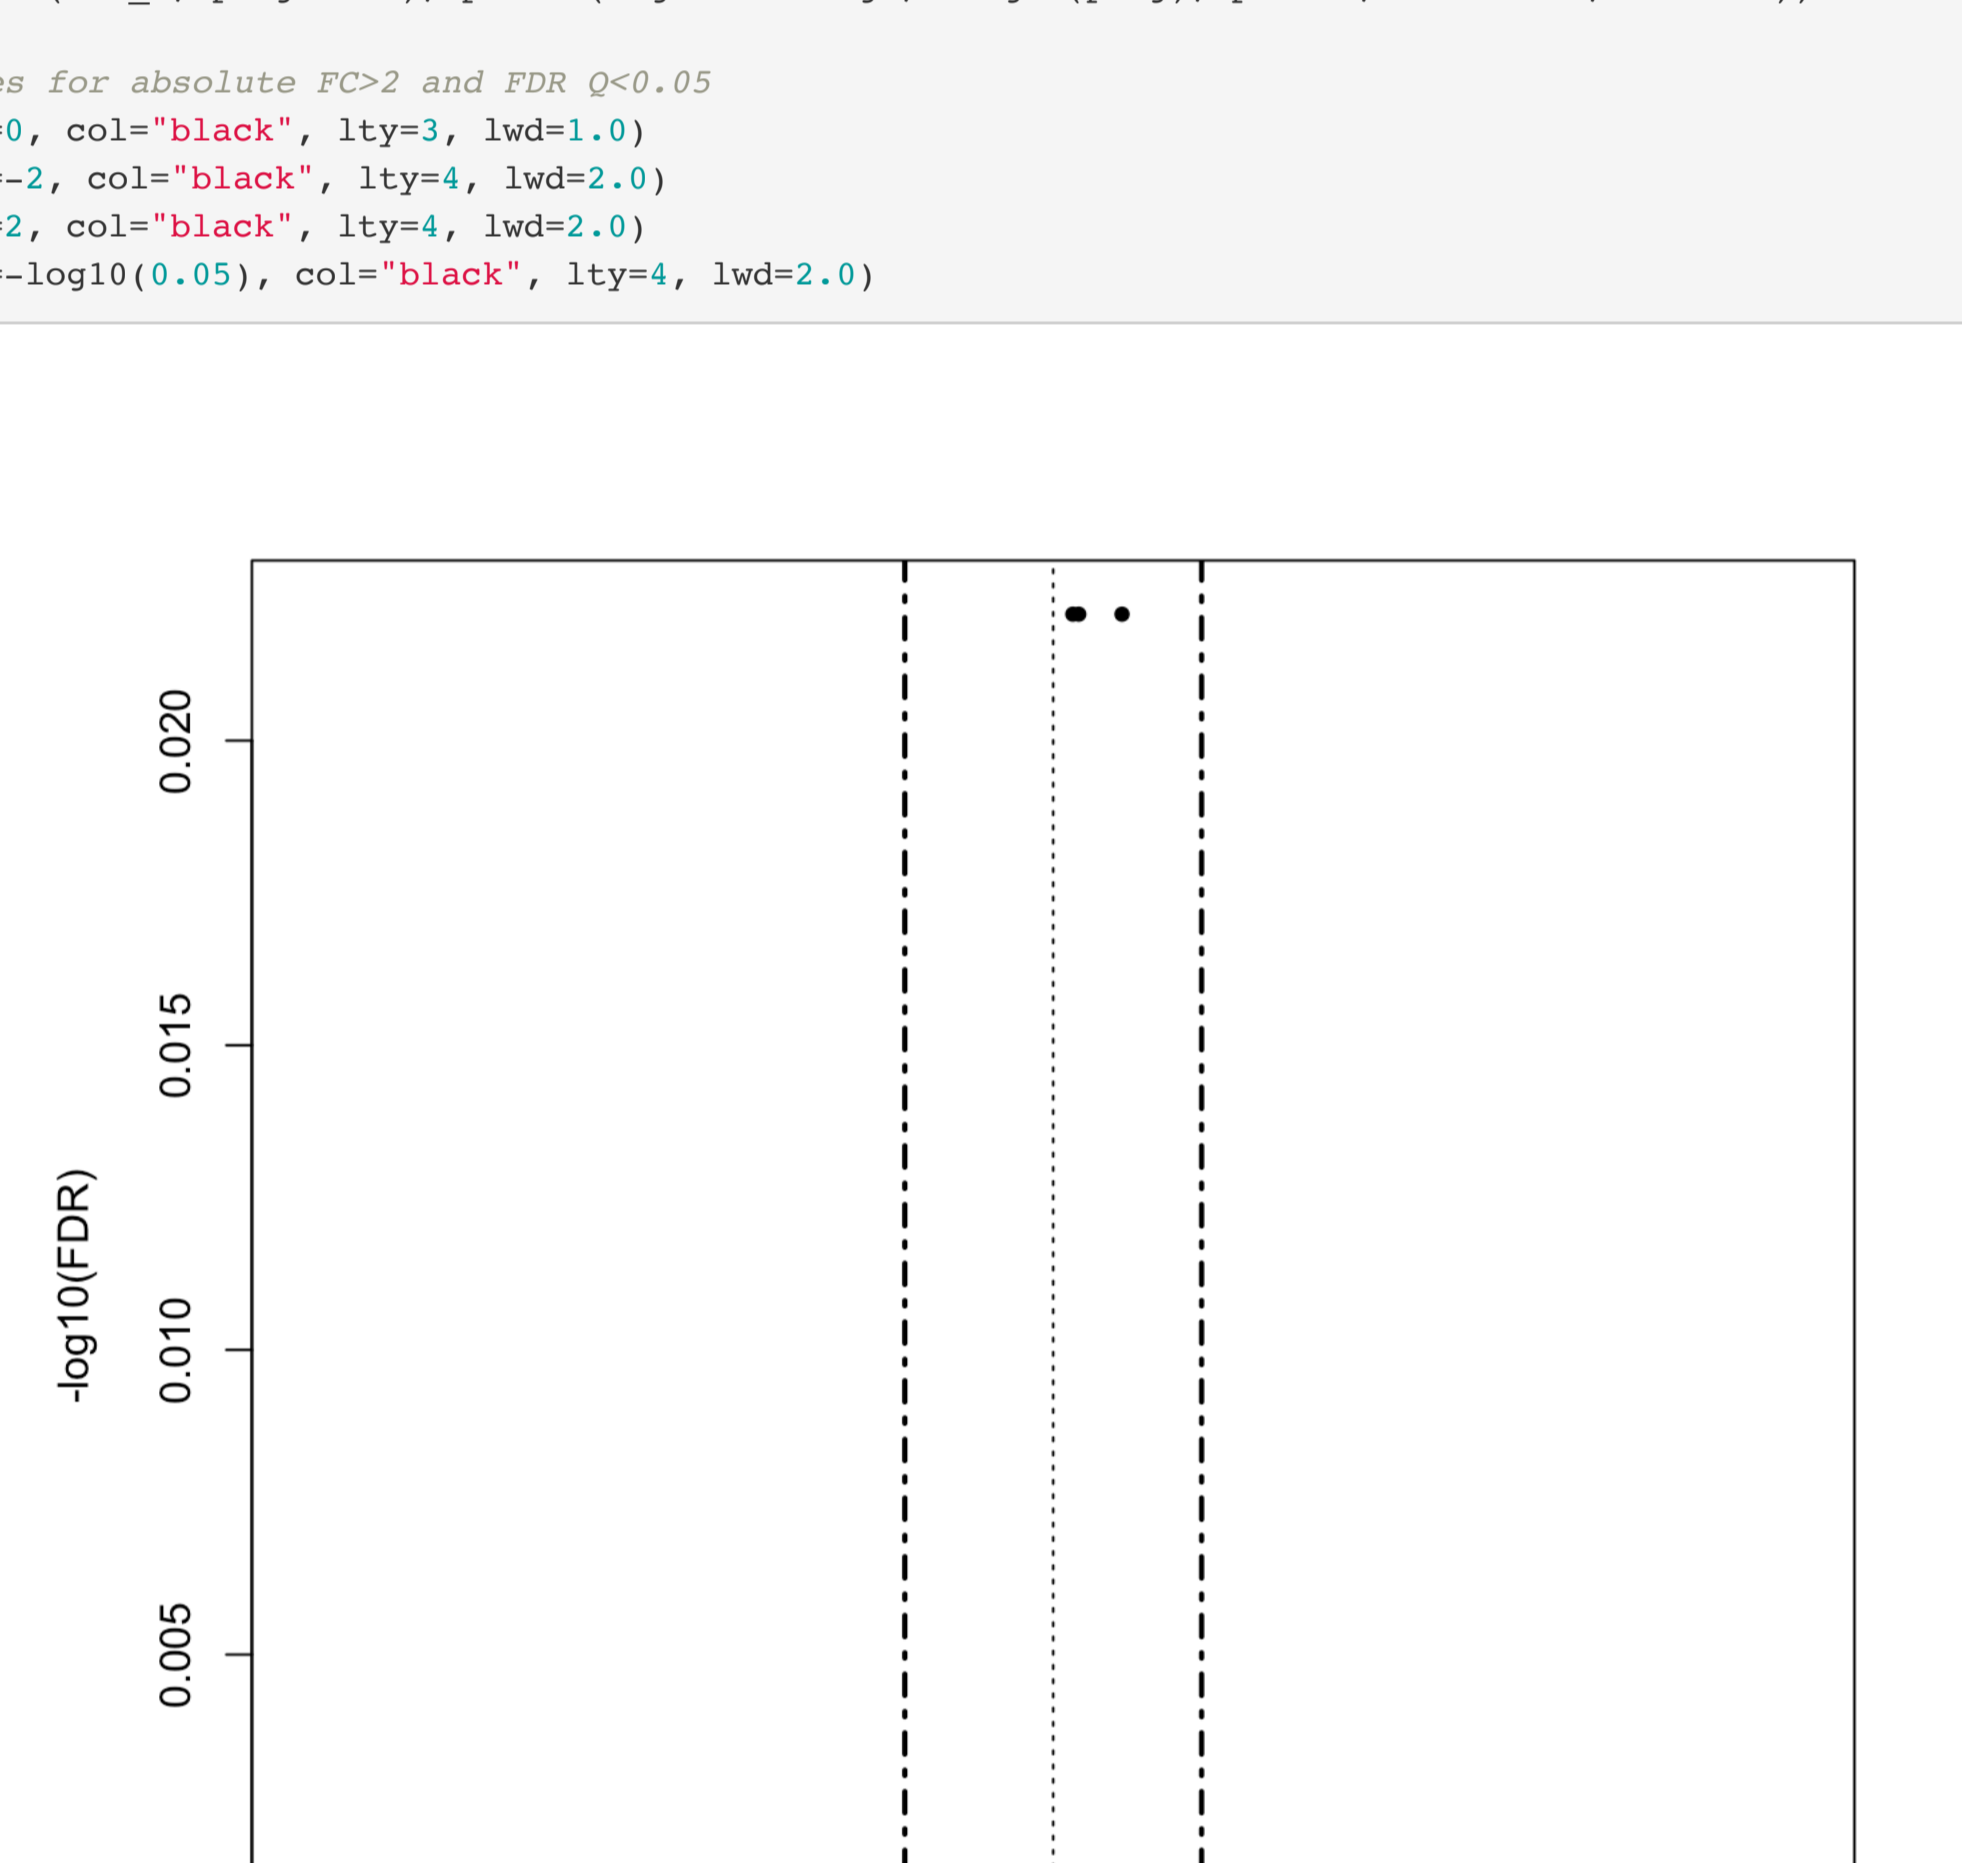 es for absolute FC>2 and FDR Q<0.05
=0, col="black", lty=3, lwd=1.0)
=-2, col="black", lty=4, lwd=2.0)
=2, col="black", lty=4, lwd=2.0)
=-log10(0.05), col="black", lty=4, lwd=2.0)
0.020
0.015
-log10(FDR)
0.010
0.005